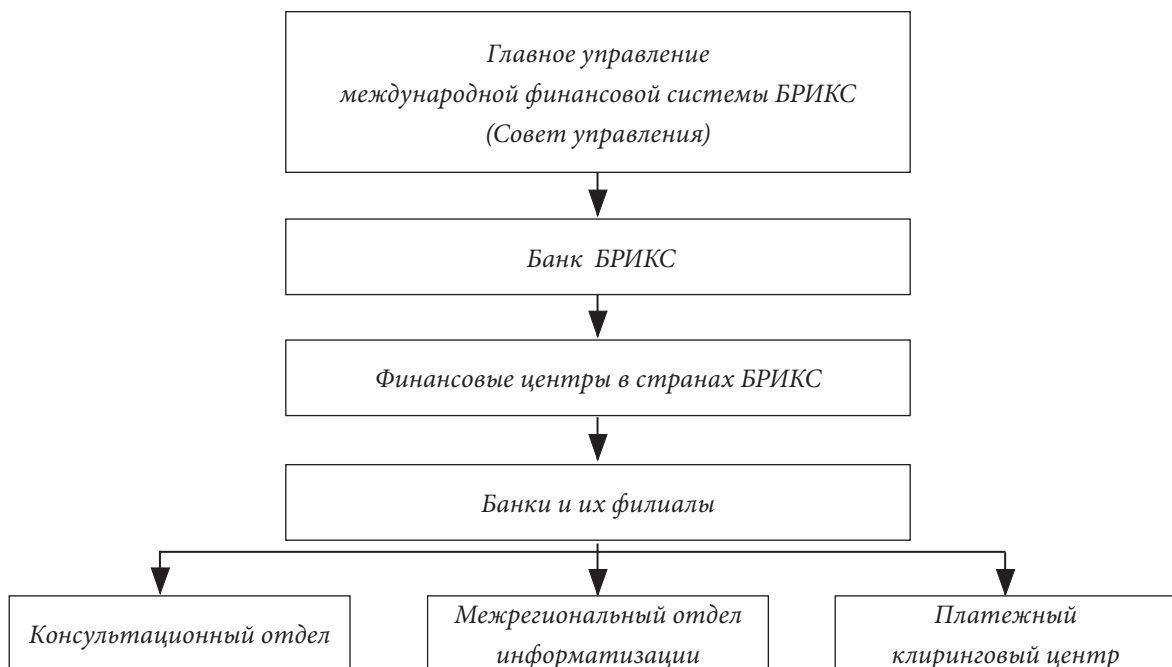 Главное управление
международной финансовой системы БРИКС
(Совет управления)
Банк БРИКС
Финансовые центры в странах БРИКС
Банки и их филиалы
Консультационный отдел
Межрегиональный отдел
информатизации
Платежный
клиринговый центр